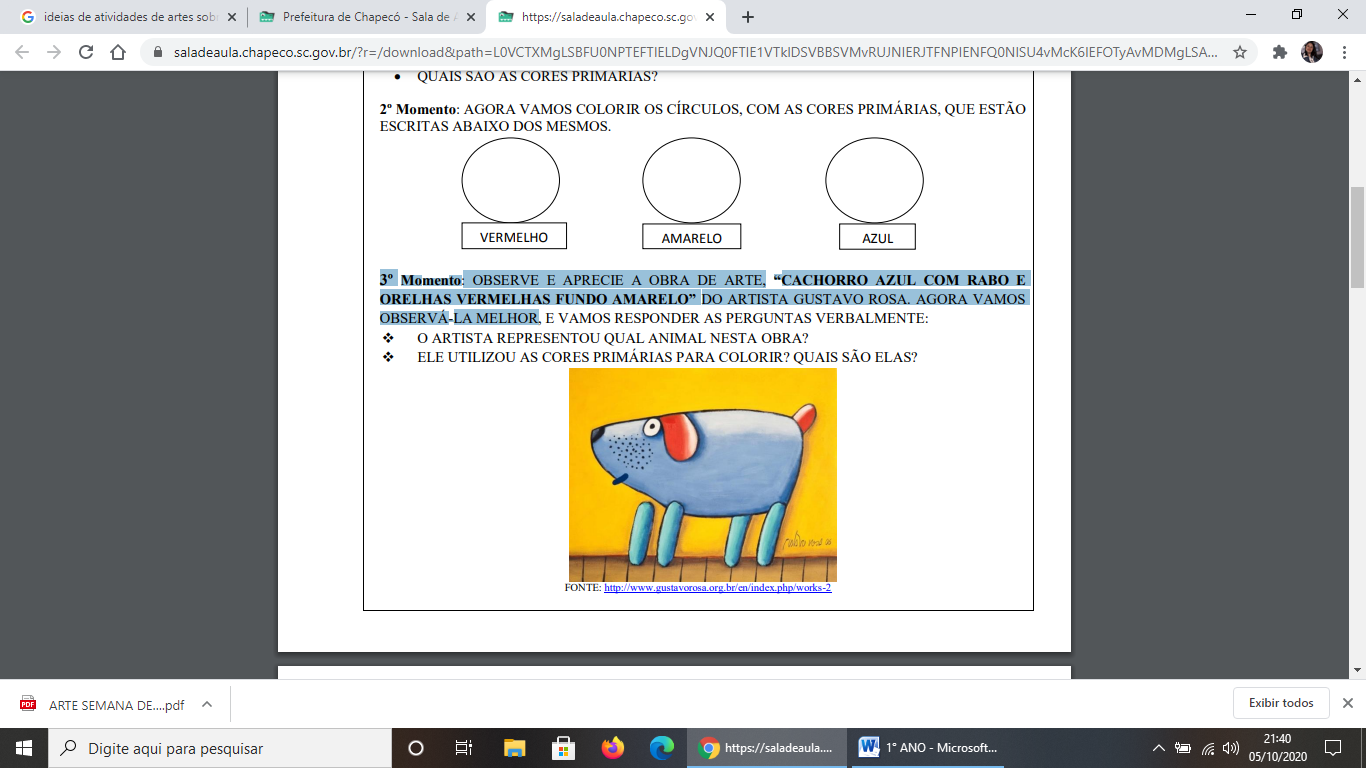 ideias de atividades de artes sob
Prefeitura de Chapecó - Sala de A
https://saladeaula.chapeco.sc.gov
saladeaula.chapeco.sc.gov.br/?r=/download&path=L0VCTXMgLSBFU0NPTEFTIELDgVNJQ0FTIE1VTklDSVBBSVMvRUJNIERJTFNPIENFQ0NISU4vMcK6IEFOTyAvMDMgLSA...
• QUAIS SÃO AS CORES PRIMÁRIAS?
2º Momento: AGORA VAMOS COLORIR OS CÍRCULOS, COM AS CORES PRIMÁRIAS, QUE ESTÃO
ESCRITAS ABAIXO DOS MESMOS.
VERMELHO AMARELO AZUL
3º Momento: OBSERVE E APRECIE A OBRA DE ARTE, “CACHORRO AZUL COM RABO E
ORELHAS VERMELHAS FUNDO AMARELO” DO ARTISTA GUSTAVO ROSA. AGORA VAMOS
OBSERVÁ-LA MELHOR, E VAMOS RESPONDER AS PERGUNTAS VERBALMENTE:
❖ O ARTISTA REPRESENTOU QUAL ANIMAL NESTA OBRA?
❖ ELE UTILIZOU AS CORES PRIMÁRIAS PARA COLORIR? QUAIS SÃO ELAS?
FONTE: http://www.gustavorosa.org.br/en/index.php/works-2
ARTE SEMANA DE....pdf
Exibir todos
Digite aqui para pesquisar
https://saladeaula....
1° ANO - Microsoft...
21:40
05/10/2020